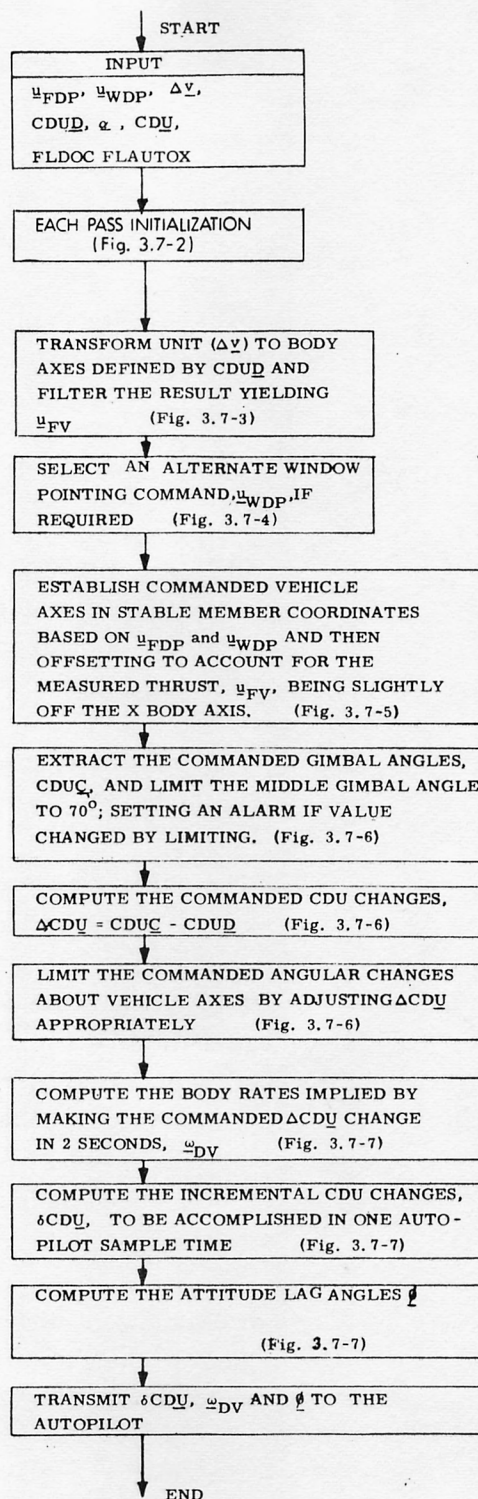 START
INPUT
u_FDP, u_WDP, Δv,
CDUD, α, CDU,
FLDOC FLAUTOX
EACH PASS INITIALIZATION
(Fig. 3.7-2)
TRANSFORM UNIT (Δv) TO BODY
AXES DEFINED BY CDUD AND
FILTER THE RESULT YIELDING
u_FV (Fig. 3.7-3)
SELECT AN ALTERNATE WINDOW
POINTING COMMAND, u_WDP, IF
REQUIRED (Fig. 3.7-4)
ESTABLISH COMMANDED VEHICLE
AXES IN STABLE MEMBER COORDINATES
BASED ON u_FDP and u_WDP AND THEN
OFFSETTING TO ACCOUNT FOR THE
MEASURED THRUST, u_FV, BEING SLIGHTLY
OFF THE X BODY AXIS. (Fig. 3.7-5)
EXTRACT THE COMMANDED GIMBAL ANGLES,
CDUC, AND LIMIT THE MIDDLE GIMBAL ANGLE
TO 70°; SETTING AN ALARM IF VALUE
CHANGED BY LIMITING. (Fig. 3.7-6)
COMPUTE THE COMMANDED CDU CHANGES,
ΔCDU = CDUC - CDUD (Fig. 3.7-6)
LIMIT THE COMMANDED ANGULAR CHANGES
ABOUT VEHICLE AXES BY ADJUSTING ΔCDU
APPROPRIATELY (Fig. 3.7-6)
COMPUTE THE BODY RATES IMPLIED BY
MAKING THE COMMANDED ΔCDU CHANGE
IN 2 SECONDS, ω_DV (Fig. 3.7-7)
COMPUTE THE INCREMENTAL CDU CHANGES,
δCDU, TO BE ACCOMPLISHED IN ONE AUTO-
PILOT SAMPLE TIME (Fig. 3.7-7)
COMPUTE THE ATTITUDE LAG ANGLES ϕ
(Fig. 3.7-7)
TRANSMIT δCDU, ω_DV AND ϕ TO THE
AUTOPILOT
END